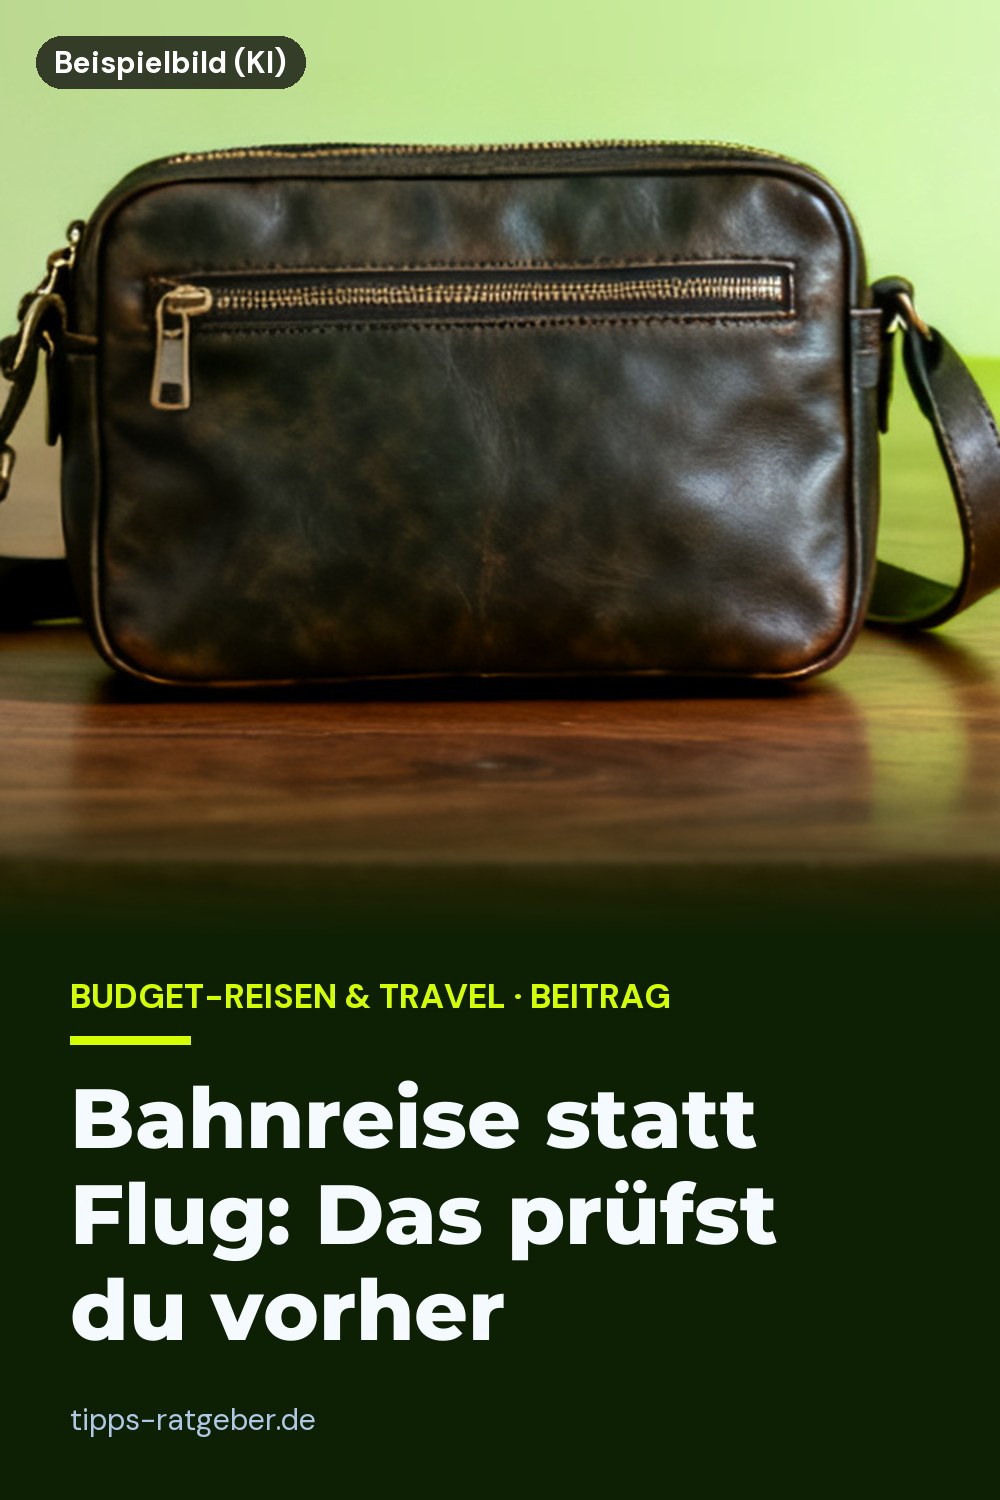 Beispielbild (KI)
BUDGET-REISEN & TRAVEL · BEITRAG
Bahnreise statt
Flug: Das prüfst
du vorher
tipps-ratgeber.de